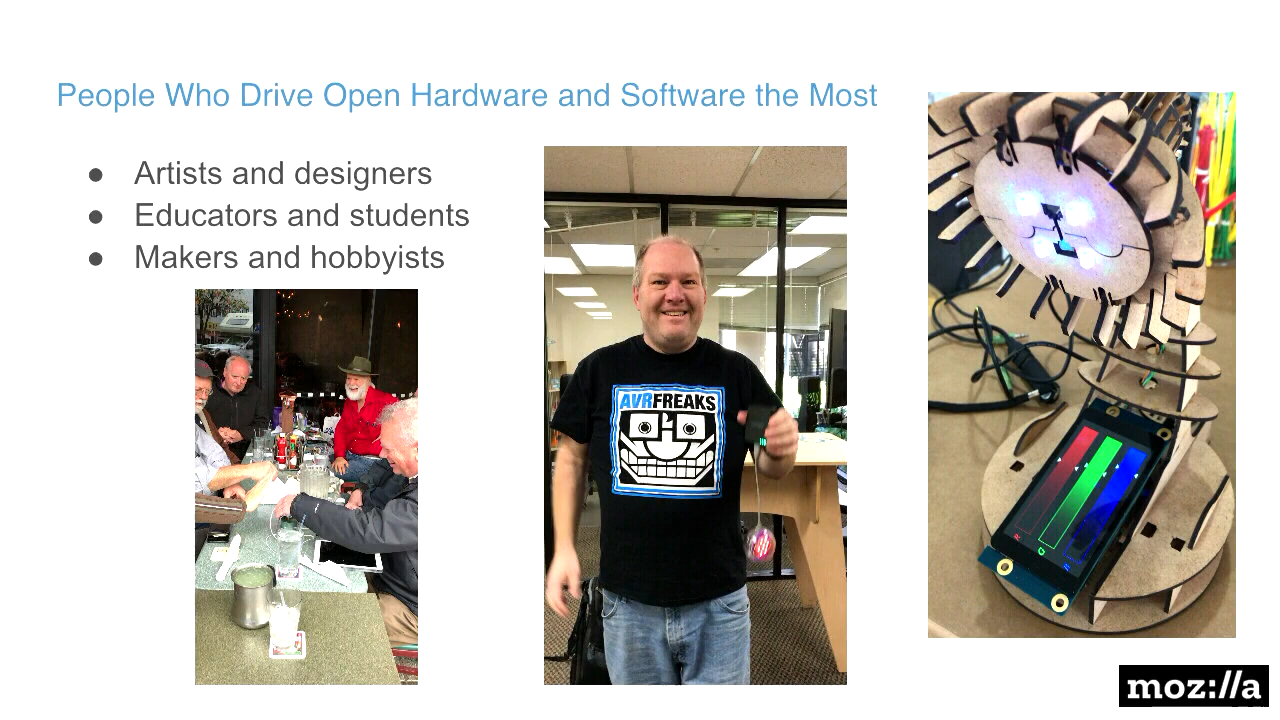 People Who Drive Open Hardware and Software the Most
● Artists and designers
● Educators and students
● Makers and hobbyists
AVRFREAKS
moz://a